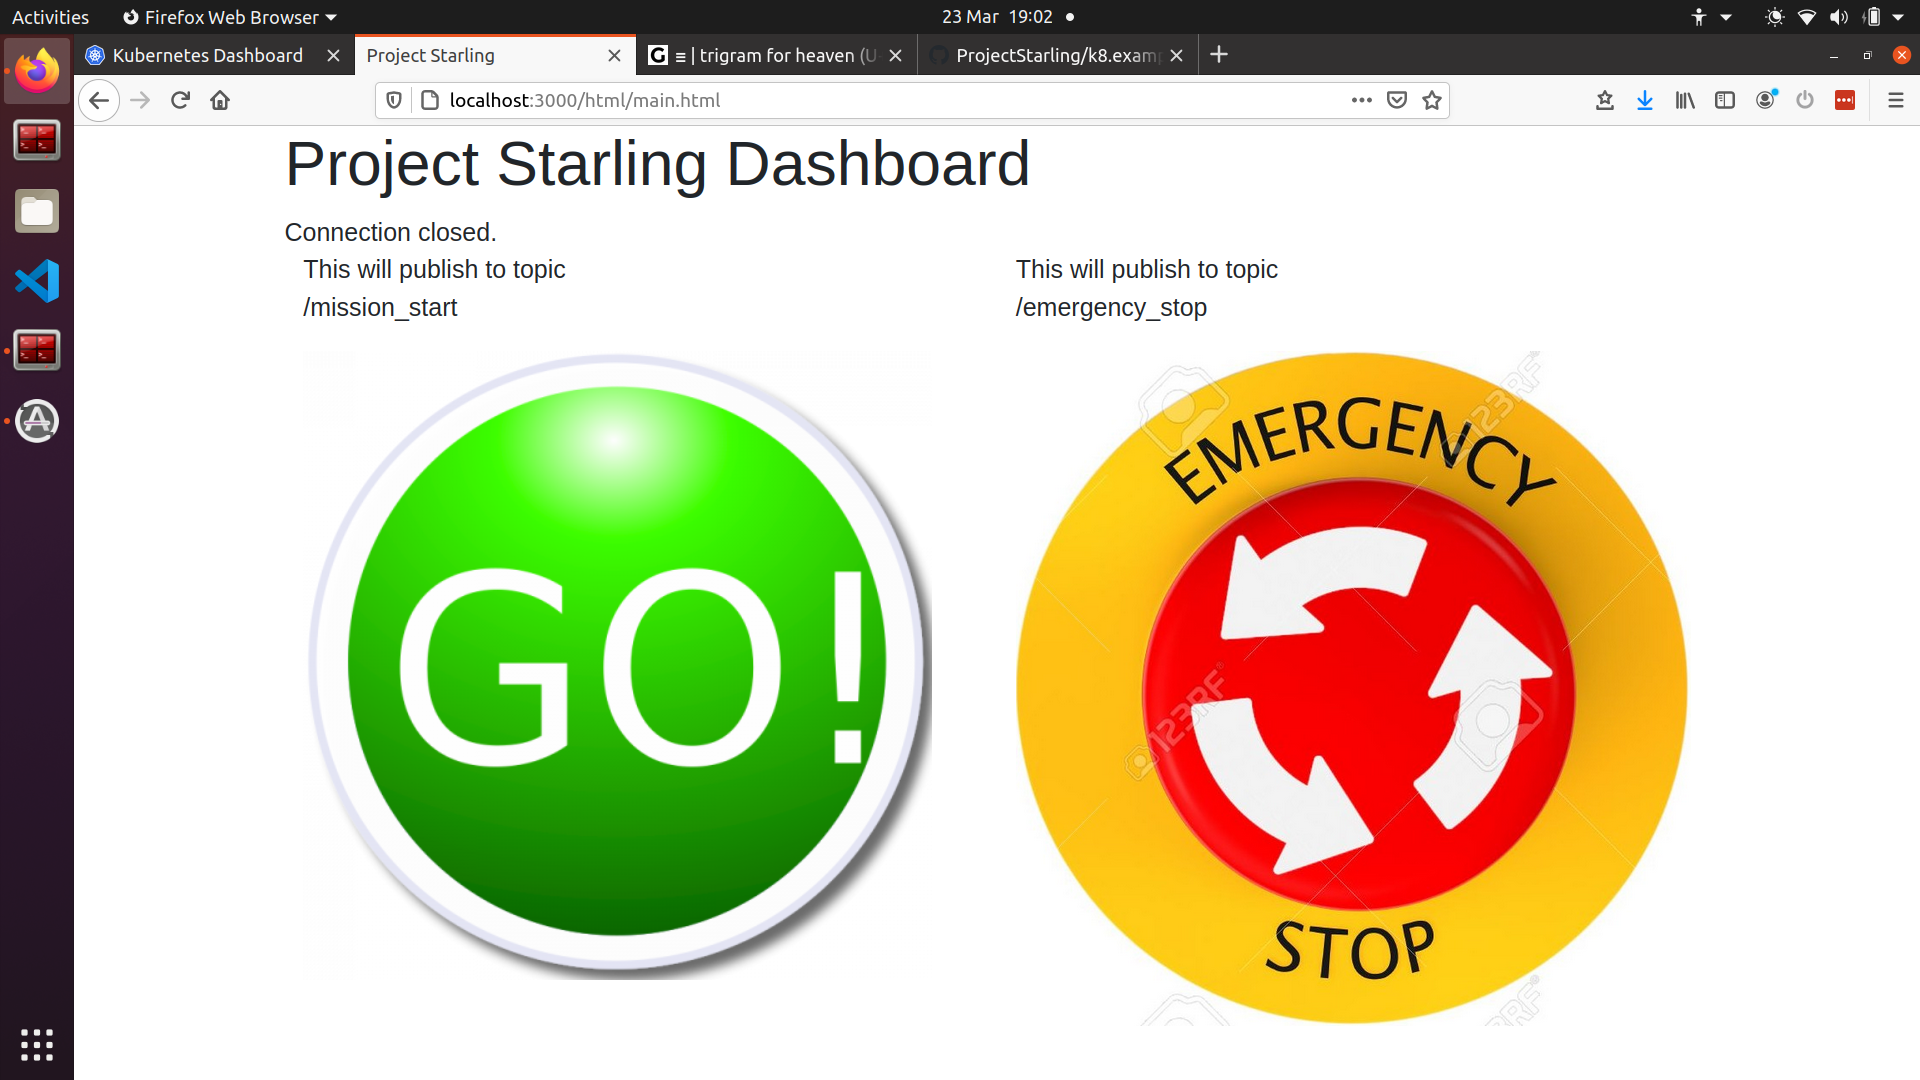 Activities Firefox Web Browser 23 Mar 19:02
Kubernetes Dashboard
Project Starling
G ≡ | trigram for heaven (U
ProjectStarling/k8.examp
localhost:3000/html/main.html
Project Starling Dashboard
Connection closed.
This will publish to topic
/mission_start
This will publish to topic
/emergency_stop
GO!
EMERGENCY
STOP
123RF
123RF
123RF